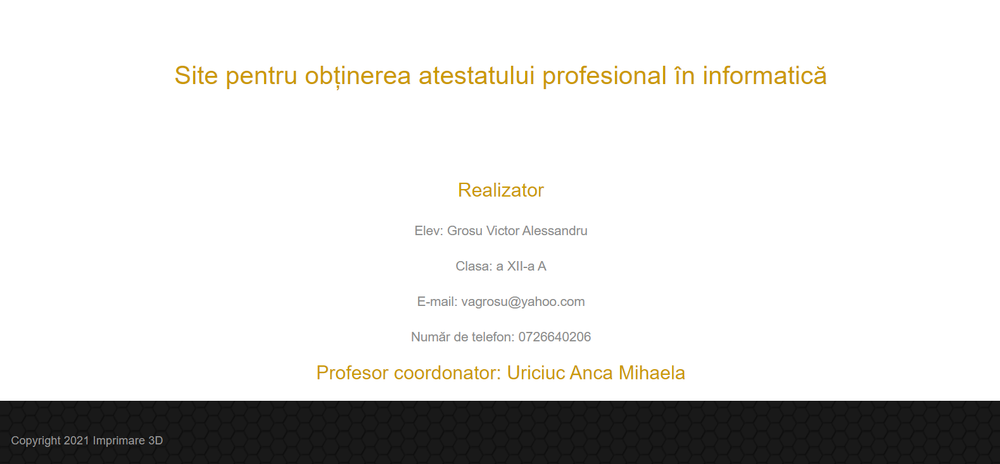 Site pentru obținerea atestatului profesional în informatică
Realizator
Elev: Grosu Victor Alessandru
Clasa: a XII-a A
E-mail: vagrosu@yahoo.com
Număr de telefon: 0726640206
Profesor coordonator: Uriciuc Anca Mihaela
Copyright 2021 Imprimare 3D